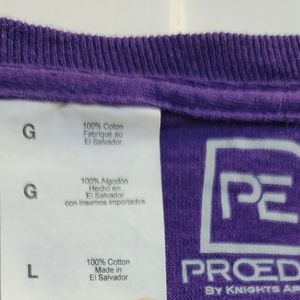 G
100% Coton
Fabriqué au
El Salvador
G
100% Algodón
Hecho en
El Salvador
con insumos importados
L
100% Cotton
Made in
El Salvador
PE
PROED
BY KNIGHTS AP